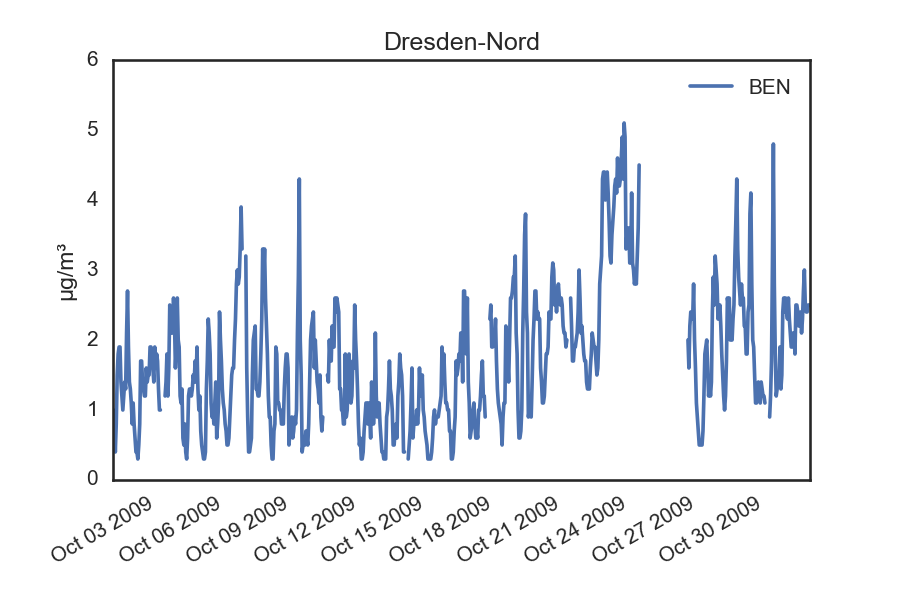 Dresden-Nord
BEN
µg/m³
6
5
4
3
2
1
0
Oct 03 2009
Oct 06 2009
Oct 09 2009
Oct 12 2009
Oct 15 2009
Oct 18 2009
Oct 21 2009
Oct 24 2009
Oct 27 2009
Oct 30 2009